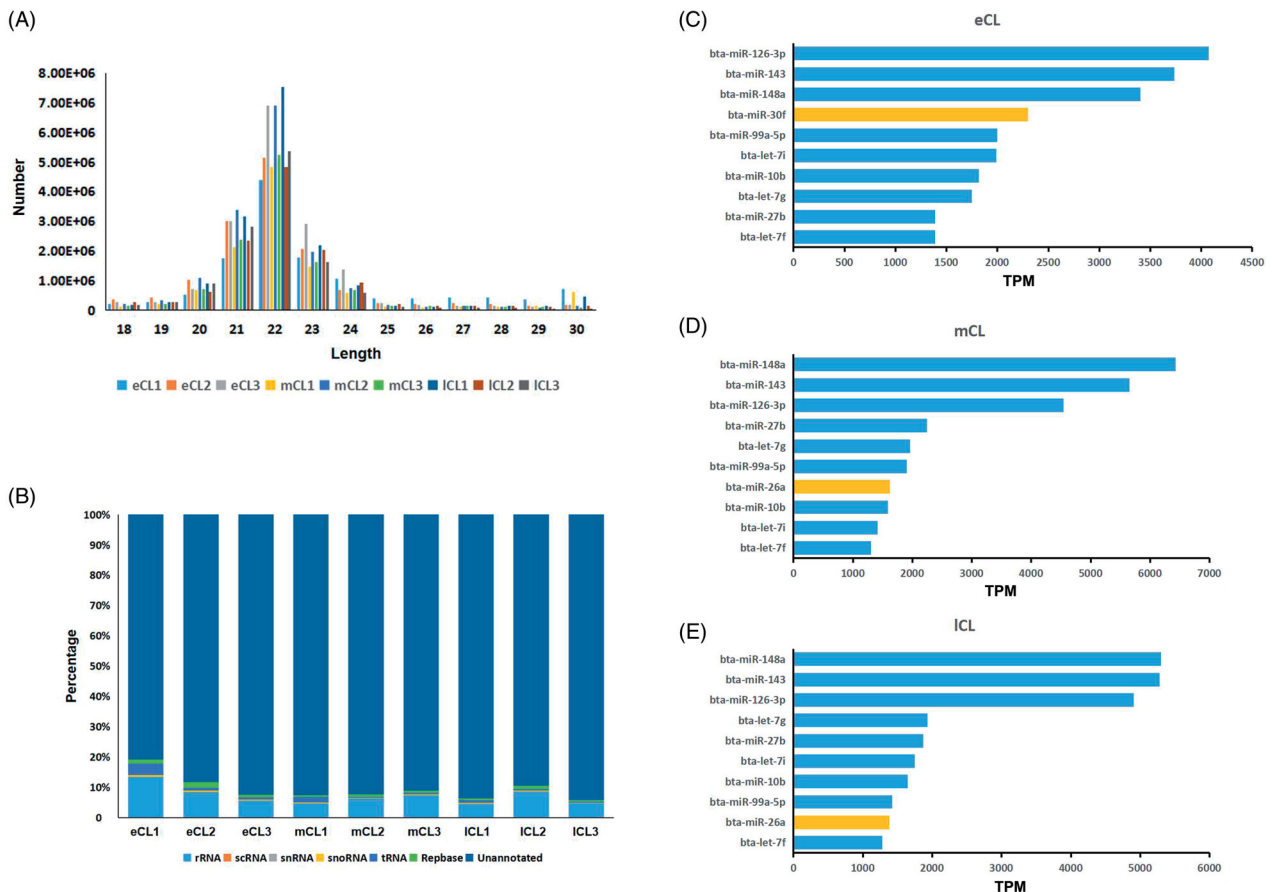 (A)
Number
8.00E+06
7.00E+06
6.00E+06
5.00E+06
4.00E+06
3.00E+06
2.00E+06
1.00E+06
0
18 19 20 21 22 23 24 25 26 27 28 29 30
Length
eCL1 eCL2 eCL3 mCL1 mCL2 mCL3 lCL1 lCL2 lCL3
(B)
Percentage
100%
90%
80%
70%
60%
50%
40%
30%
20%
10%
0
eCL1 eCL2 eCL3 mCL1 mCL2 mCL3 lCL1 lCL2 lCL3
rRNA scRNA snRNA snoRNA tRNA Repbase Unannotated
(C)
eCL
bta-miR-126-3p
bta-miR-143
bta-miR-148a
bta-miR-30f
bta-miR-99a-5p
bta-let-7i
bta-miR-10b
bta-let-7g
bta-miR-27b
bta-let-7f
0 500 1000 1500 2000 2500 3000 3500 4000 4500
TPM
(D)
mCL
bta-miR-148a
bta-miR-143
bta-miR-126-3p
bta-miR-27b
bta-let-7g
bta-miR-99a-5p
bta-miR-26a
bta-miR-10b
bta-let-7i
bta-let-7f
0 1000 2000 3000 4000 5000 6000 7000
TPM
(E)
lCL
bta-miR-148a
bta-miR-143
bta-miR-126-3p
bta-let-7g
bta-miR-27b
bta-let-7i
bta-miR-10b
bta-miR-99a-5p
bta-miR-26a
bta-let-7f
0 1000 2000 3000 4000 5000 6000
TPM